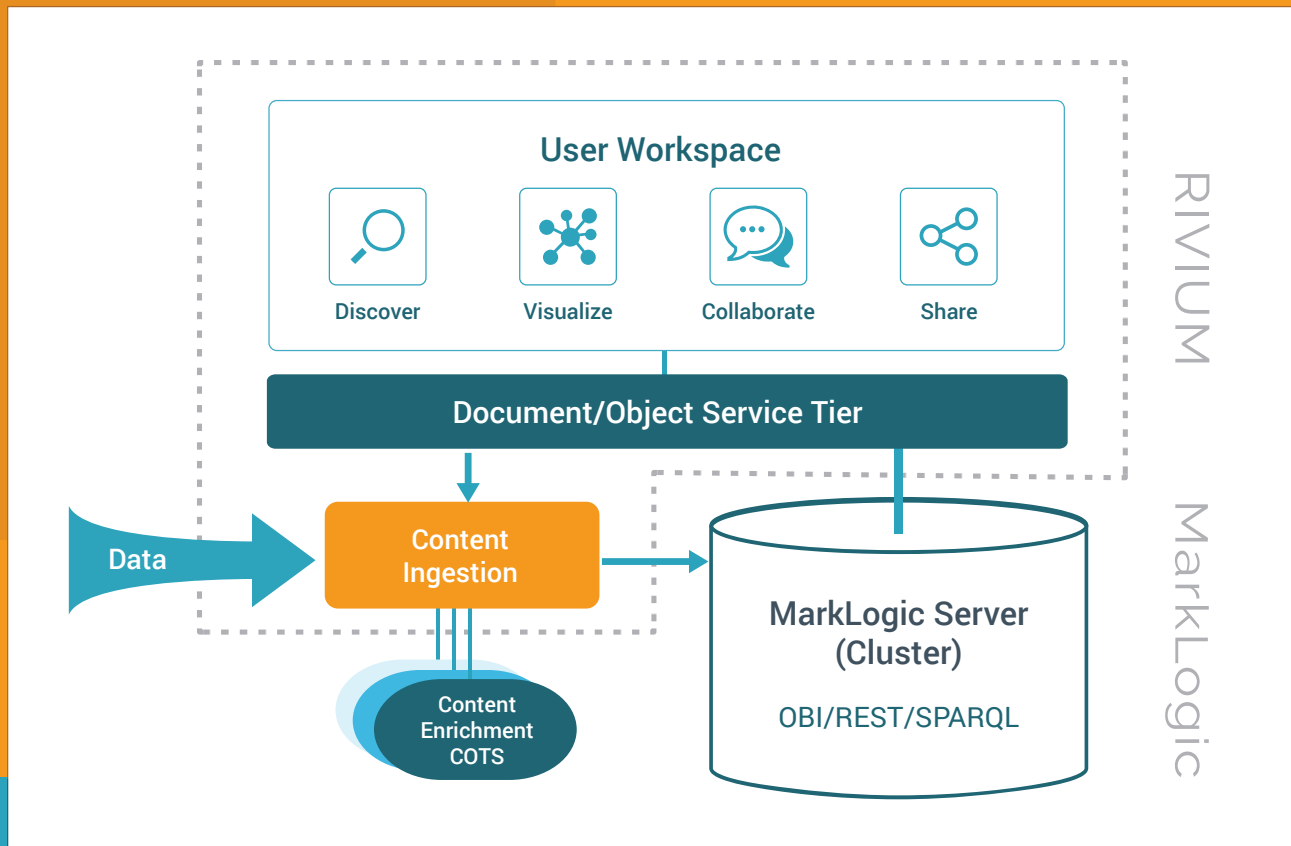 User Workspace
Discover
Visualize
Collaborate
Share
RIVIUM
Document/Object Service Tier
Data
Content
Ingestion
MarkLogic Server
(Cluster)
OBI/REST/SPARQL
MarkLogic
Content
Enrichment
COTS